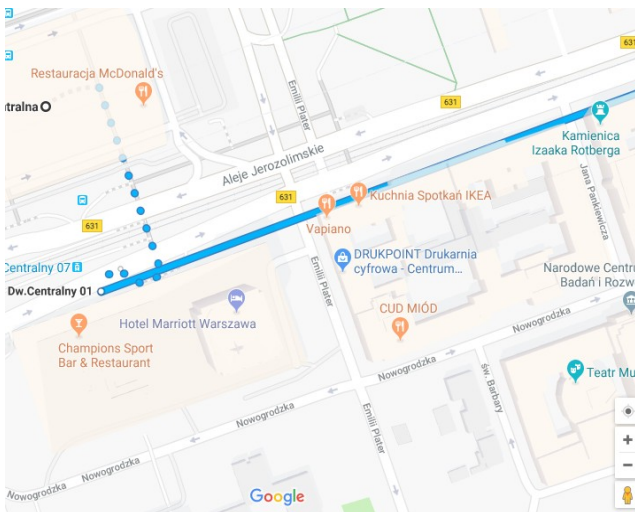 631
Restauracja McDonald's
ntralna
631
Kamienica
Izaaka Rotberga
Emilii Plater
Aleje Jerozolimskie
Jana Pankiewicza
Kuchnia Spotkań IKEA
631
631
Vapiano
Centralny 07
DRUKPOINT Drukarnia
cyfrowa - Centrum...
Narodowe Centr
Badań i Rozw
Dw.Centralny 01
Emilii Plater
Hotel Marriott Warszawa
CUD MIÓD
Nowogrodzka
Champions Sport
Bar & Restaurant
Nowogrodzka
św. Barbary
Teatr Mu
Nowogrodzka
Emilii Plater
Nowogrodzka
Google